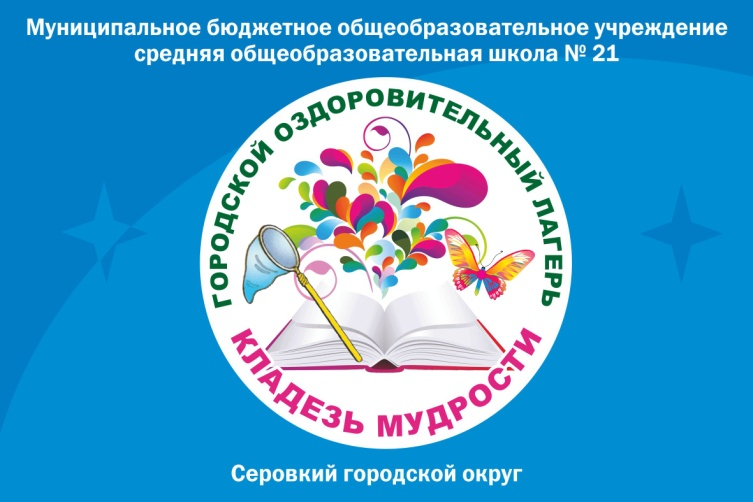 Муниципальное бюджетное общеобразовательное учреждение
средняя общеобразовательная школа № 21
ГОРОДСКОЙ ОЗДОРОВИТЕЛЬНЫЙ ЛАГЕРЬ
КЛАДЕЗЬ МУДРОСТИ
Серовкий городской округ